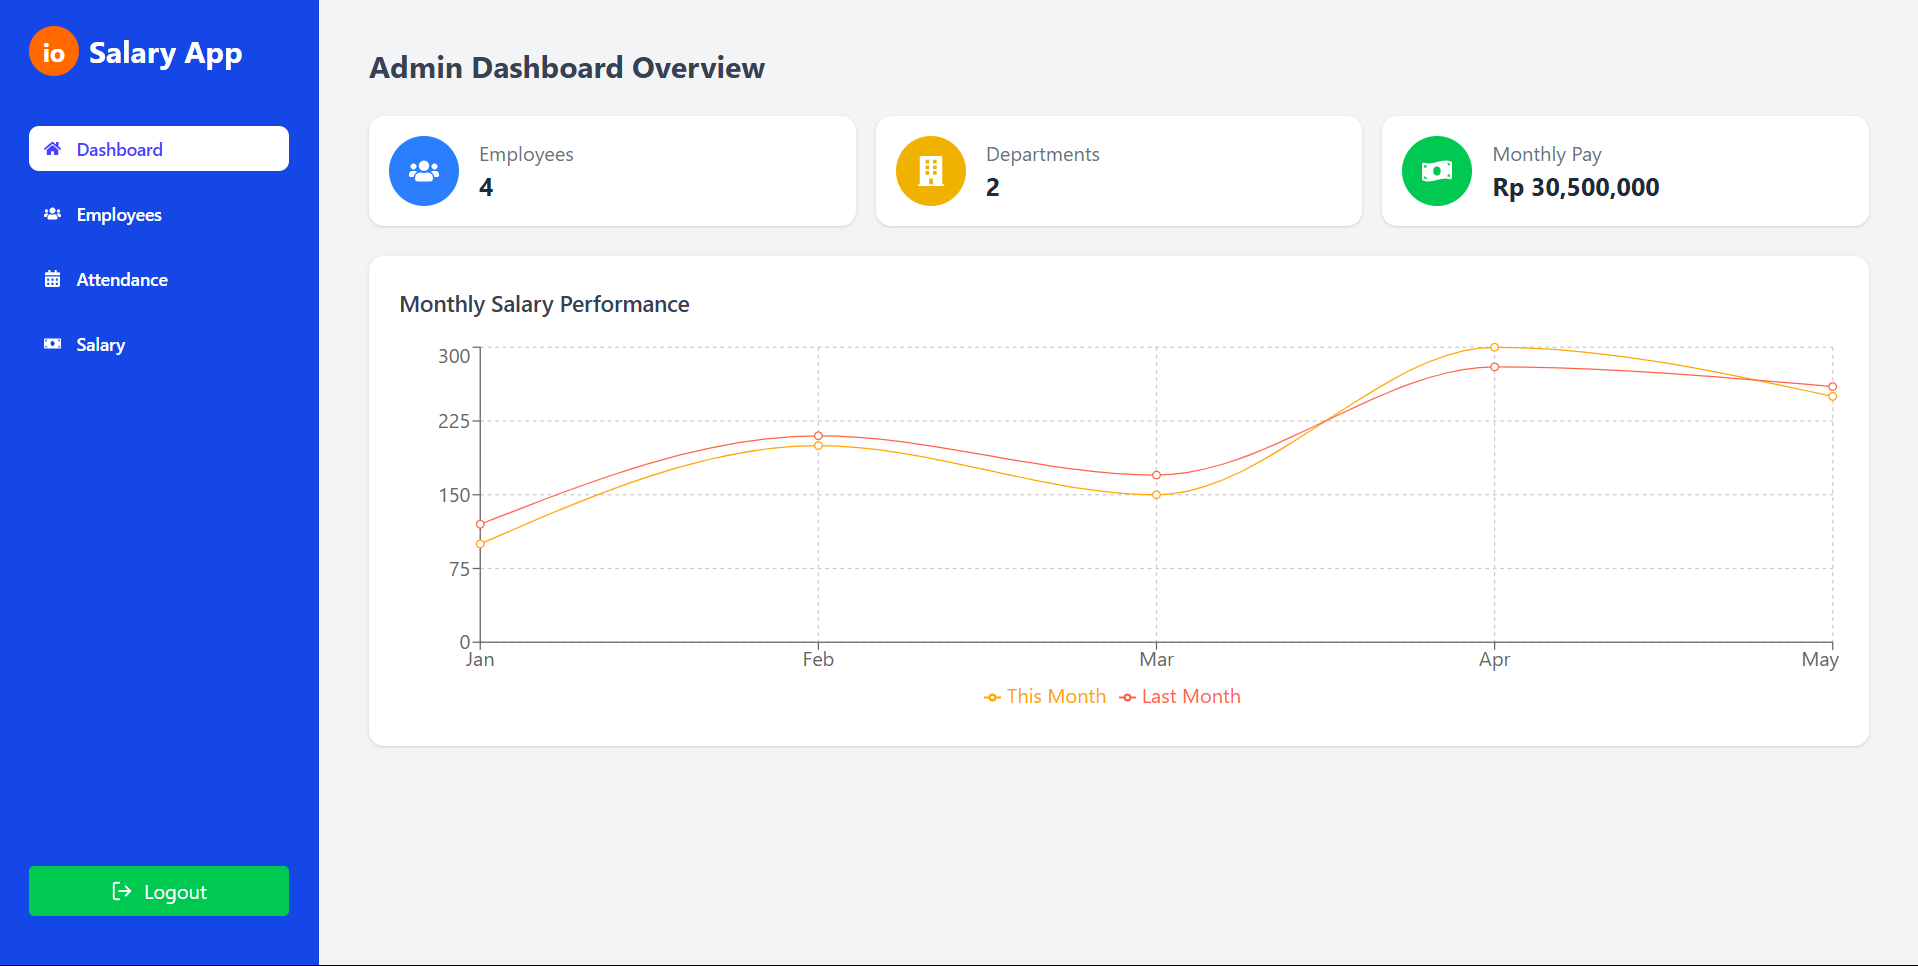 io Salary App
Dashboard
Employees
Attendance
Salary
Logout
Admin Dashboard Overview
Employees
4
Departments
2
Monthly Pay
Rp 30,500,000
Monthly Salary Performance
300
225
150
75
0
Jan Feb Mar Apr May
This Month Last Month